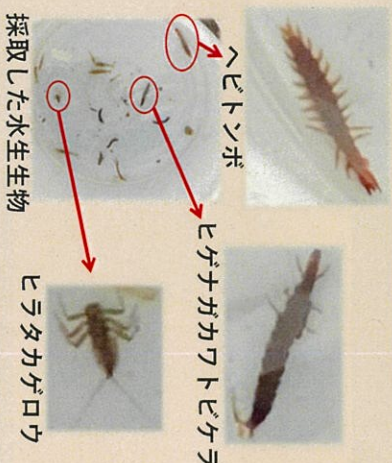 ヘビトンボ
ヒゲナガカワトビケラ
ヒラタカゲロウ
採取した水生生物